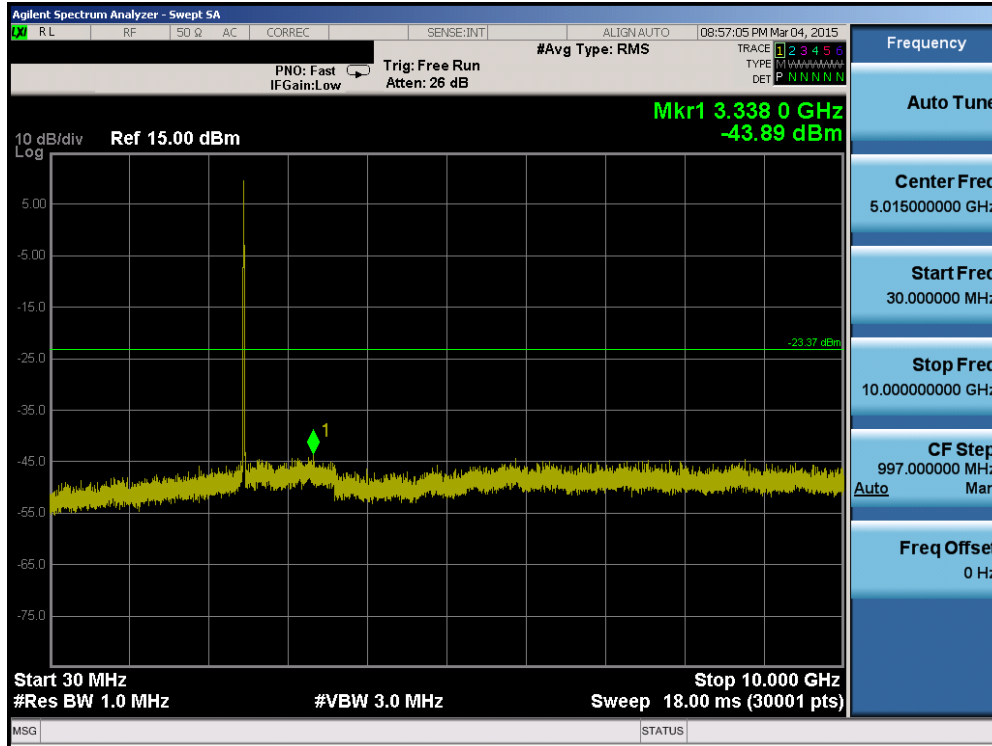 Agilent Spectrum Analyzer - Swept SA
LXI RL RF 50 Ω AC CORREC SENSE:INT ALIGN AUTO 08:57:05 PM Mar 04, 2015
#Avg Type: RMS TRACE 1 2 3 4 5 6
PNO: Fast Trig: Free Run TYPE M W W W W W
IFGain:Low Atten: 26 dB DET P N N N N N
Mkr1 3.338 0 GHz
-43.89 dBm
10 dB/div Ref 15.00 dBm
Log
5.00
-5.00
-15.0
-23.37 dBm
-25.0
-35.0
1
-45.0
-55.0
-65.0
-75.0
Start 30 MHz Stop 10.000 GHz
#Res BW 1.0 MHz #VBW 3.0 MHz Sweep 18.00 ms (30001 pts)
MSG STATUS
Frequency
Auto Tune
Center Freq
5.015000000 GHz
Start Freq
30.000000 MHz
Stop Freq
10.000000000 GHz
CF Step
997.000000 MHz
Auto Man
Freq Offset
0 Hz